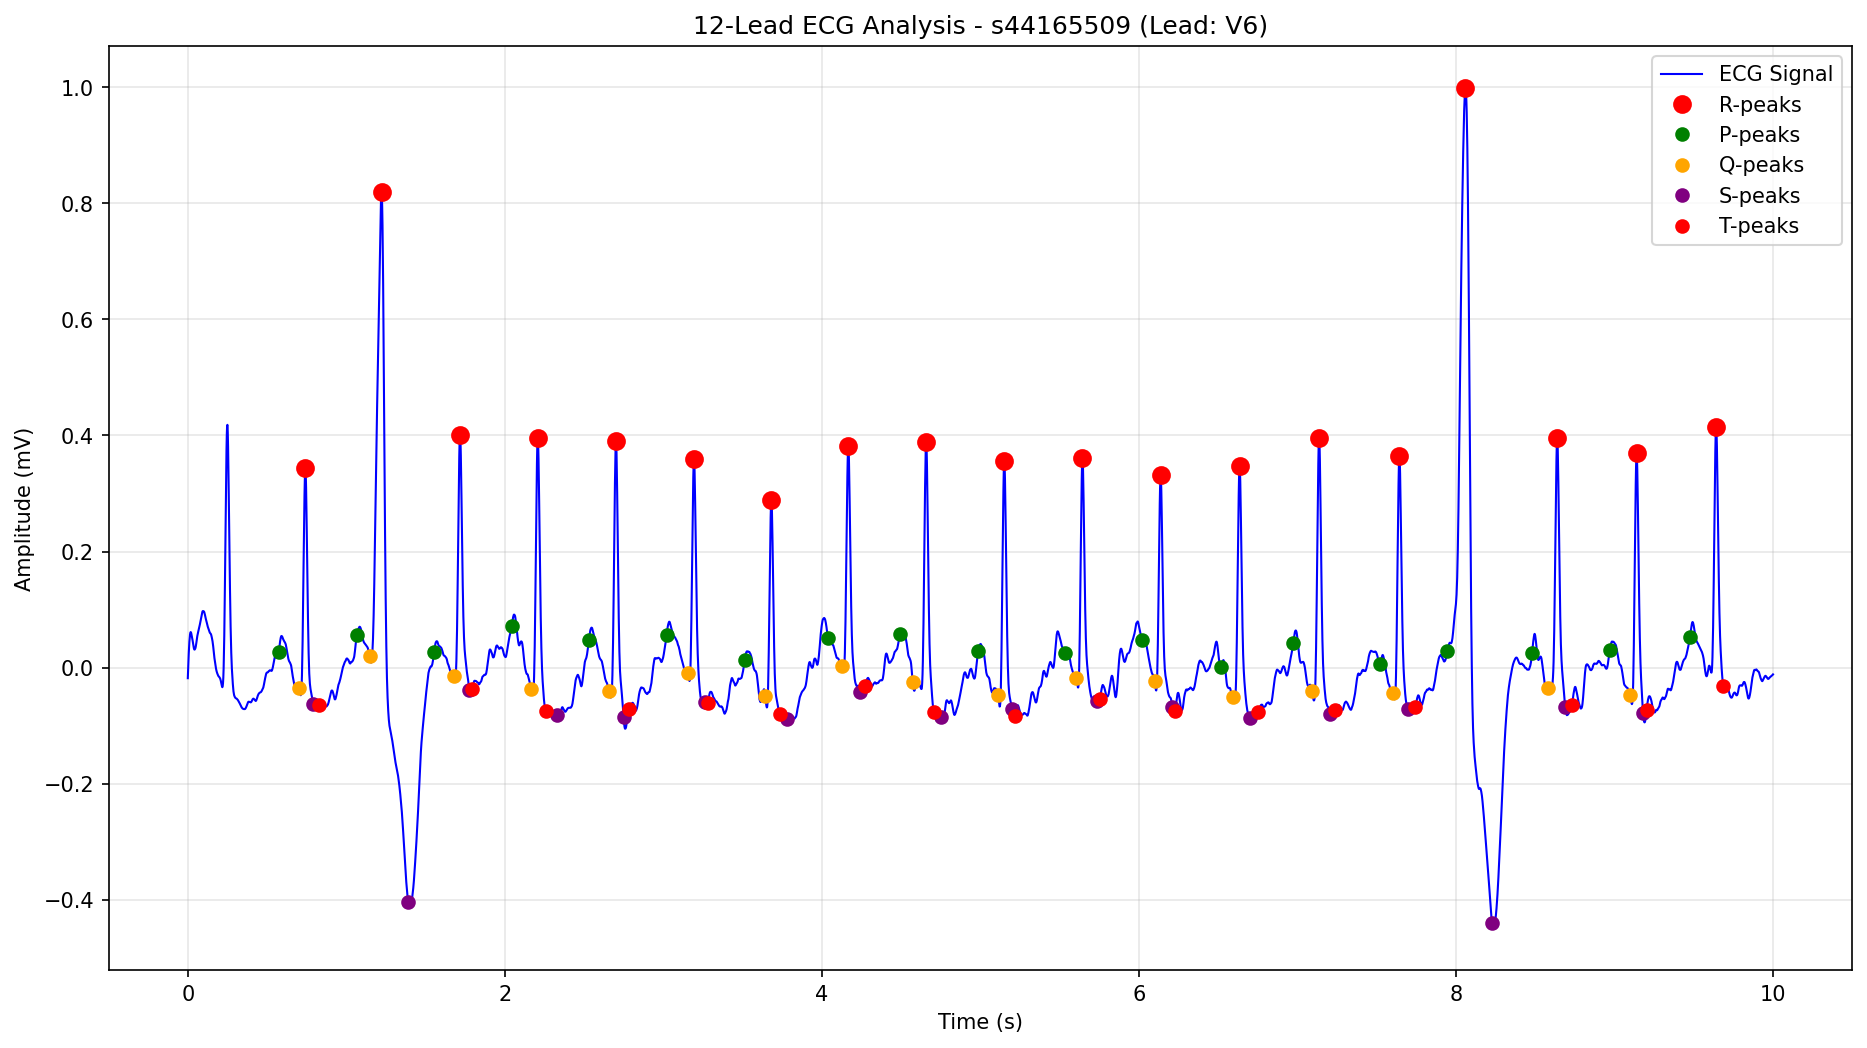 12-Lead ECG Analysis - s44165509 (Lead: V6)
ECG Signal
R-peaks
P-peaks
Q-peaks
S-peaks
T-peaks
Amplitude (mV)
1.0
0.8
0.6
0.4
0.2
0.0
−0.2
−0.4
0
2
4
6
8
10
Time (s)